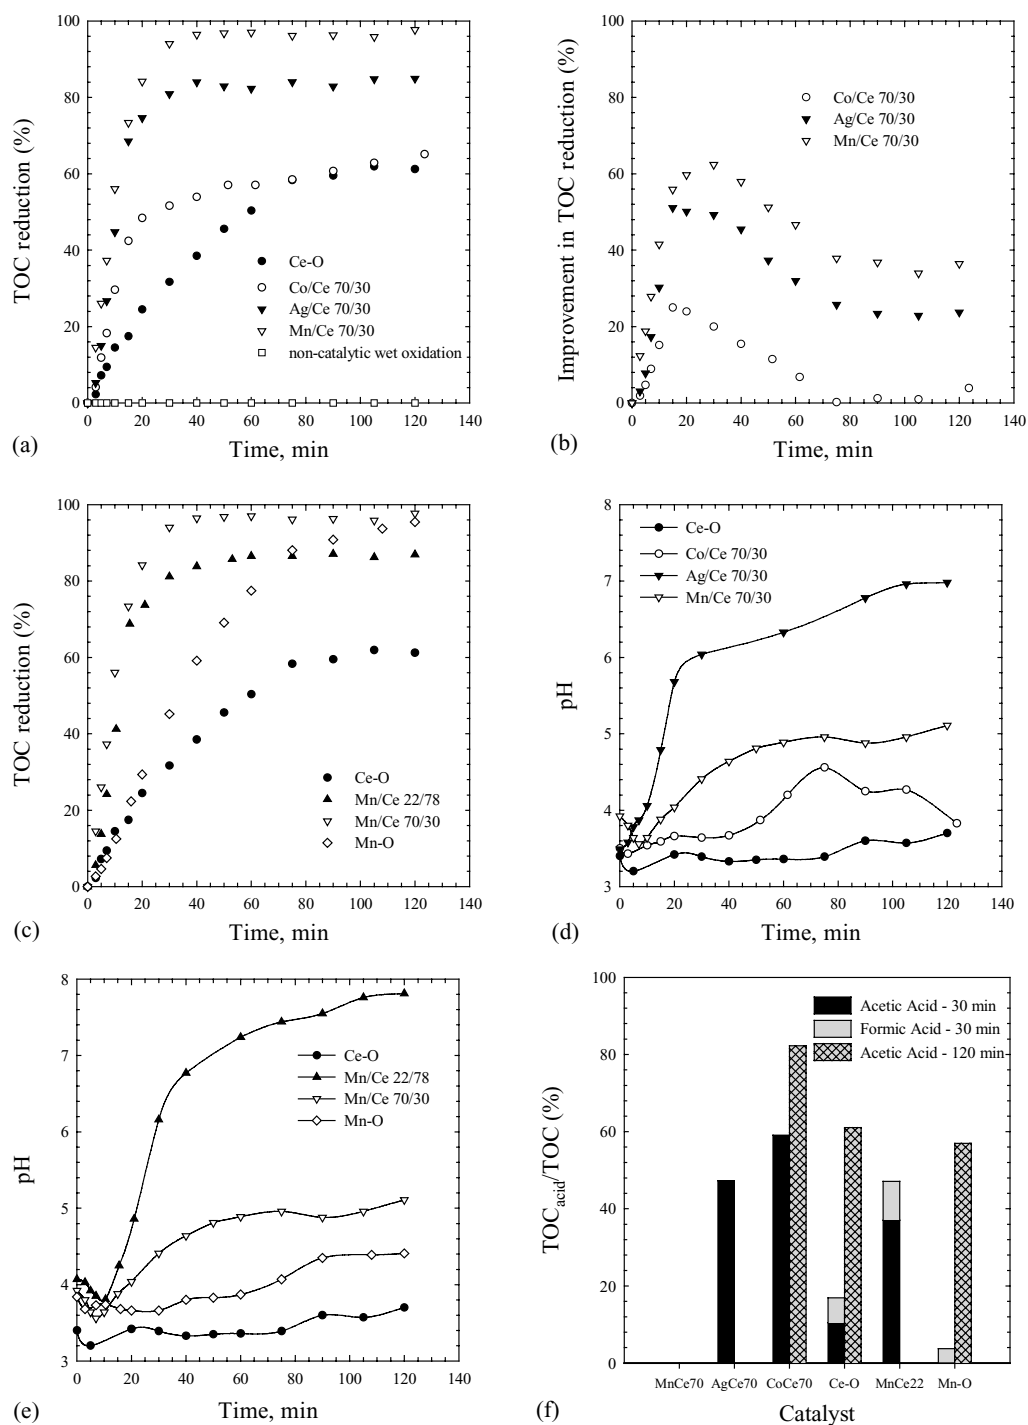 100
80
60
40
20
0
TOC reduction (%)
Ce-O
Co/Ce 70/30
Ag/Ce 70/30
Mn/Ce 70/30
non-catalytic wet oxidation
0 20 40 60 80 100 120 140
Time, min
(a)
100
80
60
40
20
0
Improvement in TOC reduction (%)
Co/Ce 70/30
Ag/Ce 70/30
Mn/Ce 70/30
0 20 40 60 80 100 120 140
Time, min
(b)
100
80
60
40
20
0
TOC reduction (%)
Ce-O
Mn/Ce 22/78
Mn/Ce 70/30
Mn-O
0 20 40 60 80 100 120 140
Time, min
(c)
8
7
6
5
4
3
pH
Ce-O
Co/Ce 70/30
Ag/Ce 70/30
Mn/Ce 70/30
0 20 40 60 80 100 120 140
Time, min
(d)
8
7
6
5
4
3
pH
Ce-O
Mn/Ce 22/78
Mn/Ce 70/30
Mn-O
0 20 40 60 80 100 120 140
Time, min
(e)
100
80
60
40
20
0
TOCacid/TOC (%)
Acetic Acid - 30 min
Formic Acid - 30 min
Acetic Acid - 120 min
MnCe70 AgCe70 CoCe70 Ce-O MnCe22 Mn-O
Catalyst
(f)